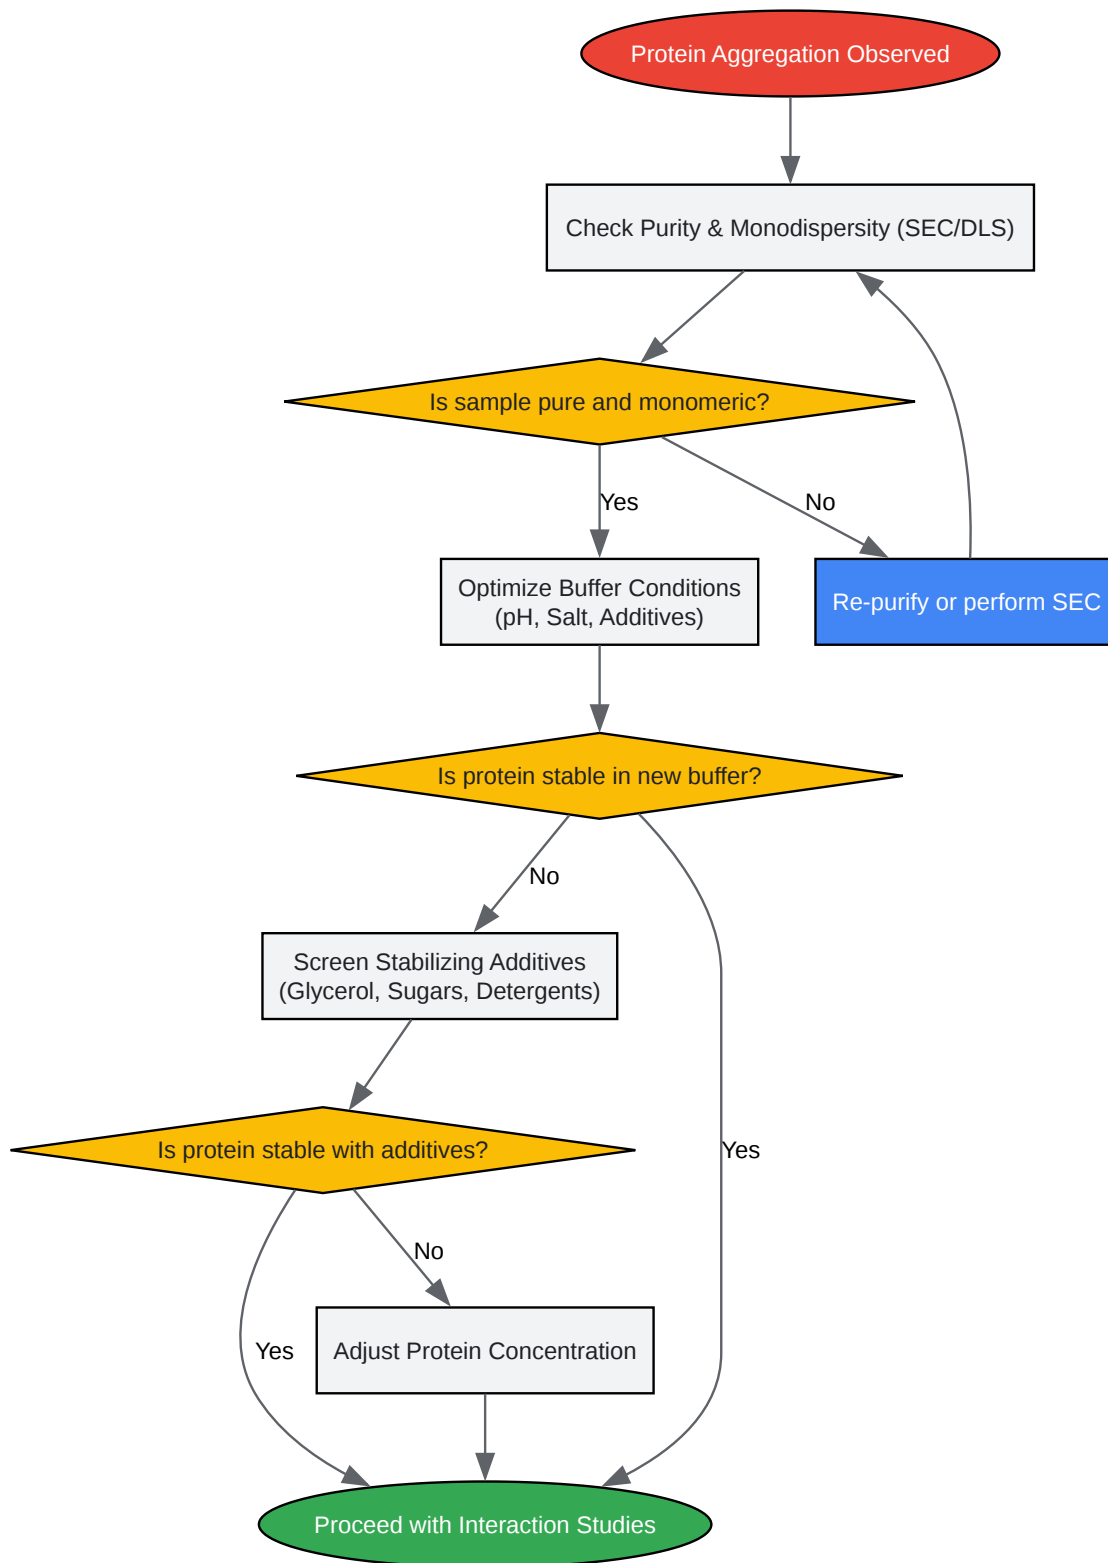 Protein Aggregation Observed
Check Purity & Monodispersity (SEC/DLS)
Is sample pure and monomeric?
Yes
No
Optimize Buffer Conditions
(pH, Salt, Additives)
Re-purify or perform SEC
Is protein stable in new buffer?
No
Screen Stabilizing Additives
(Glycerol, Sugars, Detergents)
Is protein stable with additives?
Yes
No
Yes
Adjust Protein Concentration
Proceed with Interaction Studies